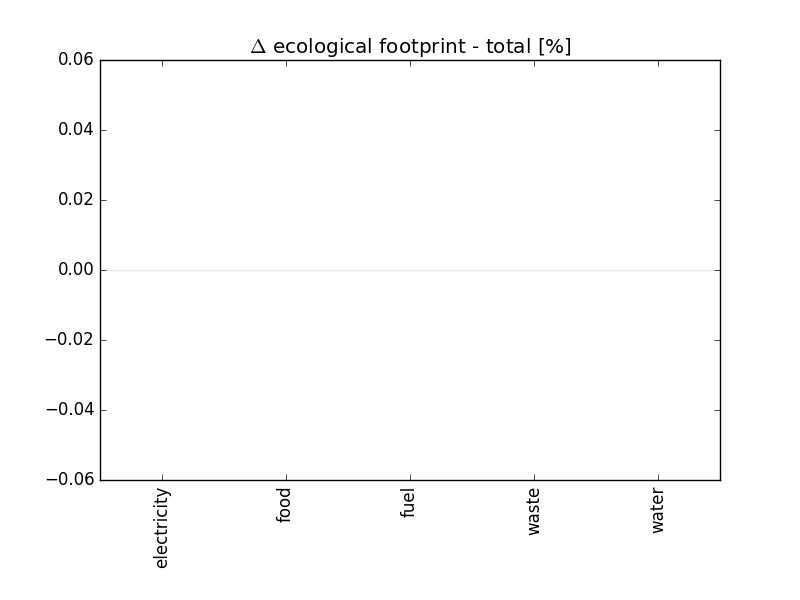 Δ ecological footprint - total [%]
0.06
0.04
0.02
0.00
−0.02
−0.04
−0.06
electricity
food
fuel
waste
water